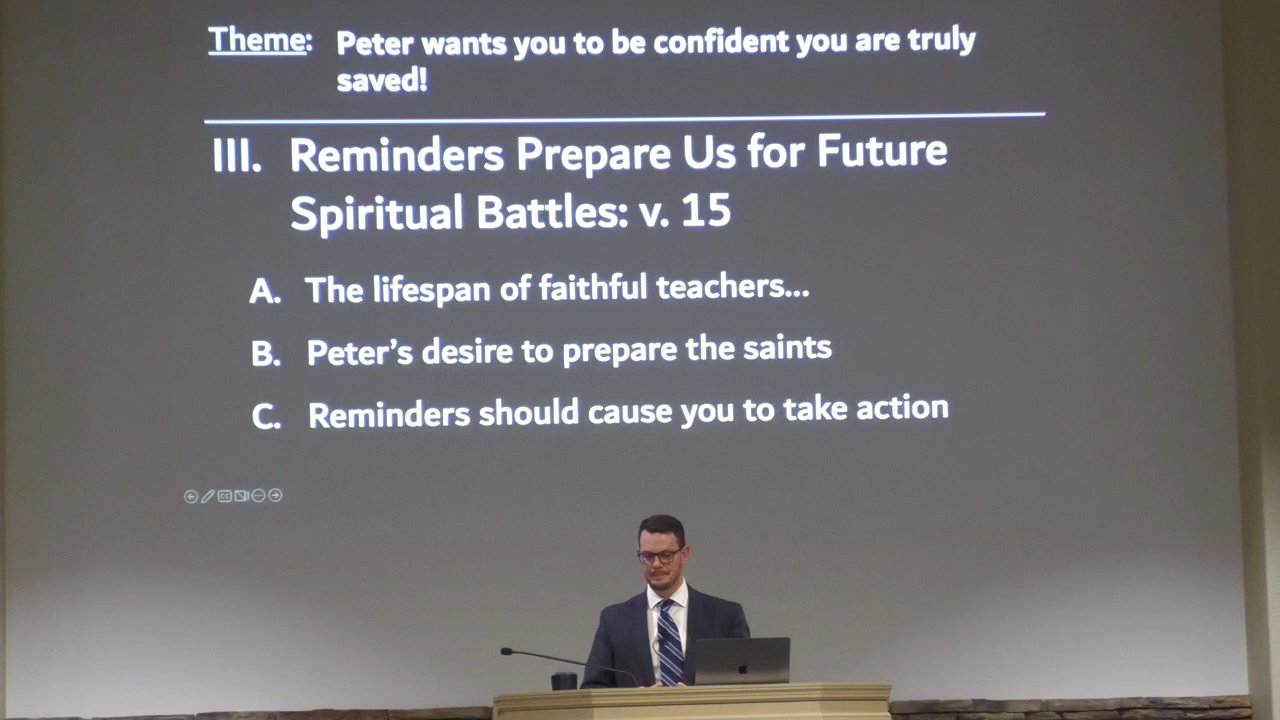 Theme: Peter wants you to be confident you are truly
saved!
III. Reminders Prepare Us for Future
Spiritual Battles: v. 15
A. The lifespan of faithful teachers...
B. Peter's desire to prepare the saints
C. Reminders should cause you to take action
CC